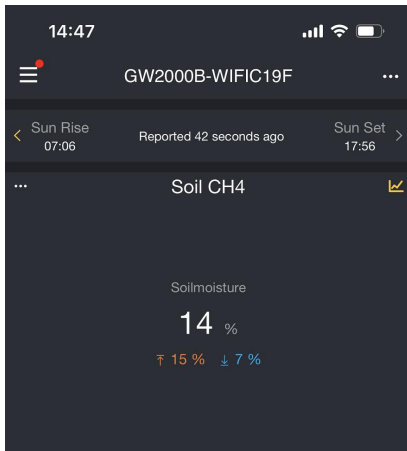 14:47
GW2000B-WIFIC19F
Sun Rise
07:06
Reported 42 seconds ago
Sun Set
17:56
Soil CH4
Soilmoisture
14 %
15 % 7 %